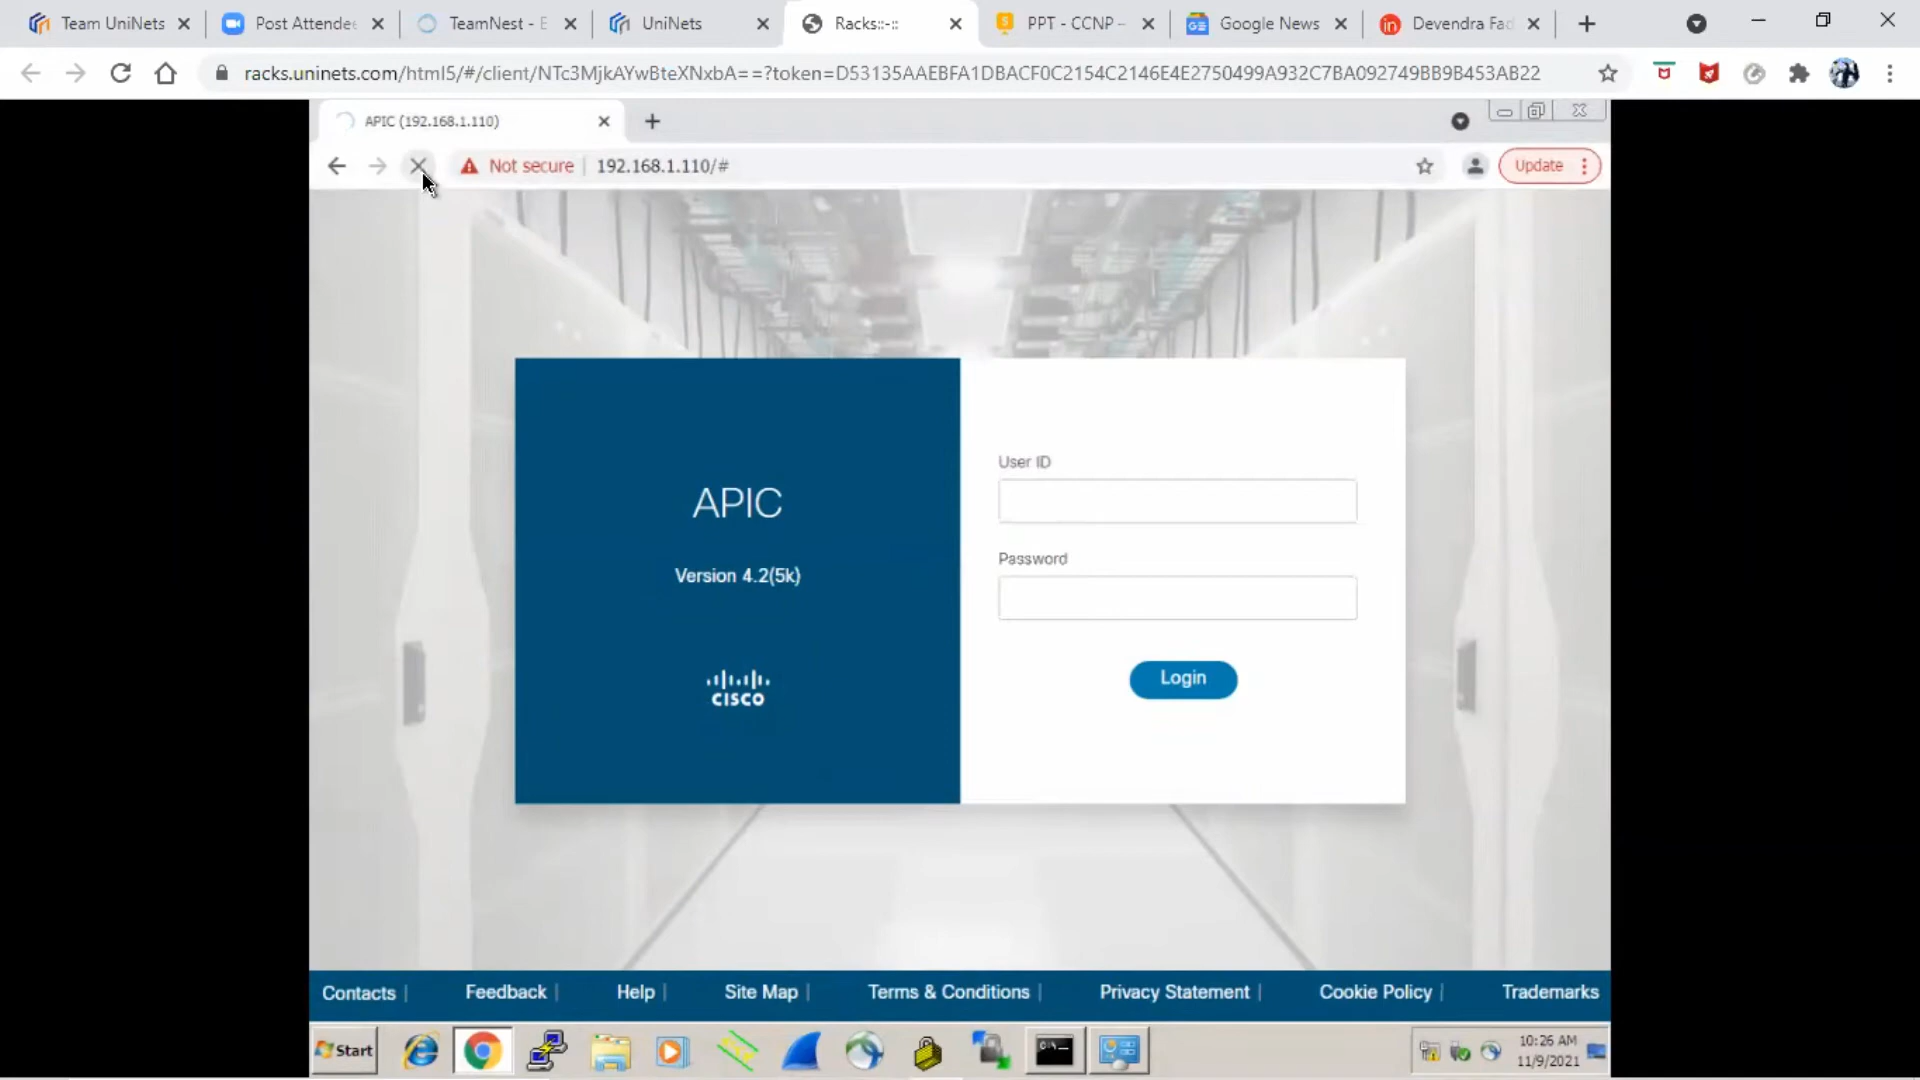 Team UniNets
Post Attende
TeamNest - E
UniNets
Racks::-::
PPT - CCNP -
Google News
Devendra Fad
racks.uninets.com/html5/#/client/NTc3MjkAYwBteXNxbA==?token=D53135AAEBFA1DBACF0C2154C2146E4E2750499A932C7BA092749BB9B453AB22
APIC (192.168.1.110)
Not secure
192.168.1.110/#
Update
APIC
Version 4.2(5k)
CISCO
User ID
Password
Login
Contacts |
Feedback |
Help |
Site Map |
Terms & Conditions |
Privacy Statement |
Cookie Policy |
Trademarks
Start
10:26 AM
11/9/2021